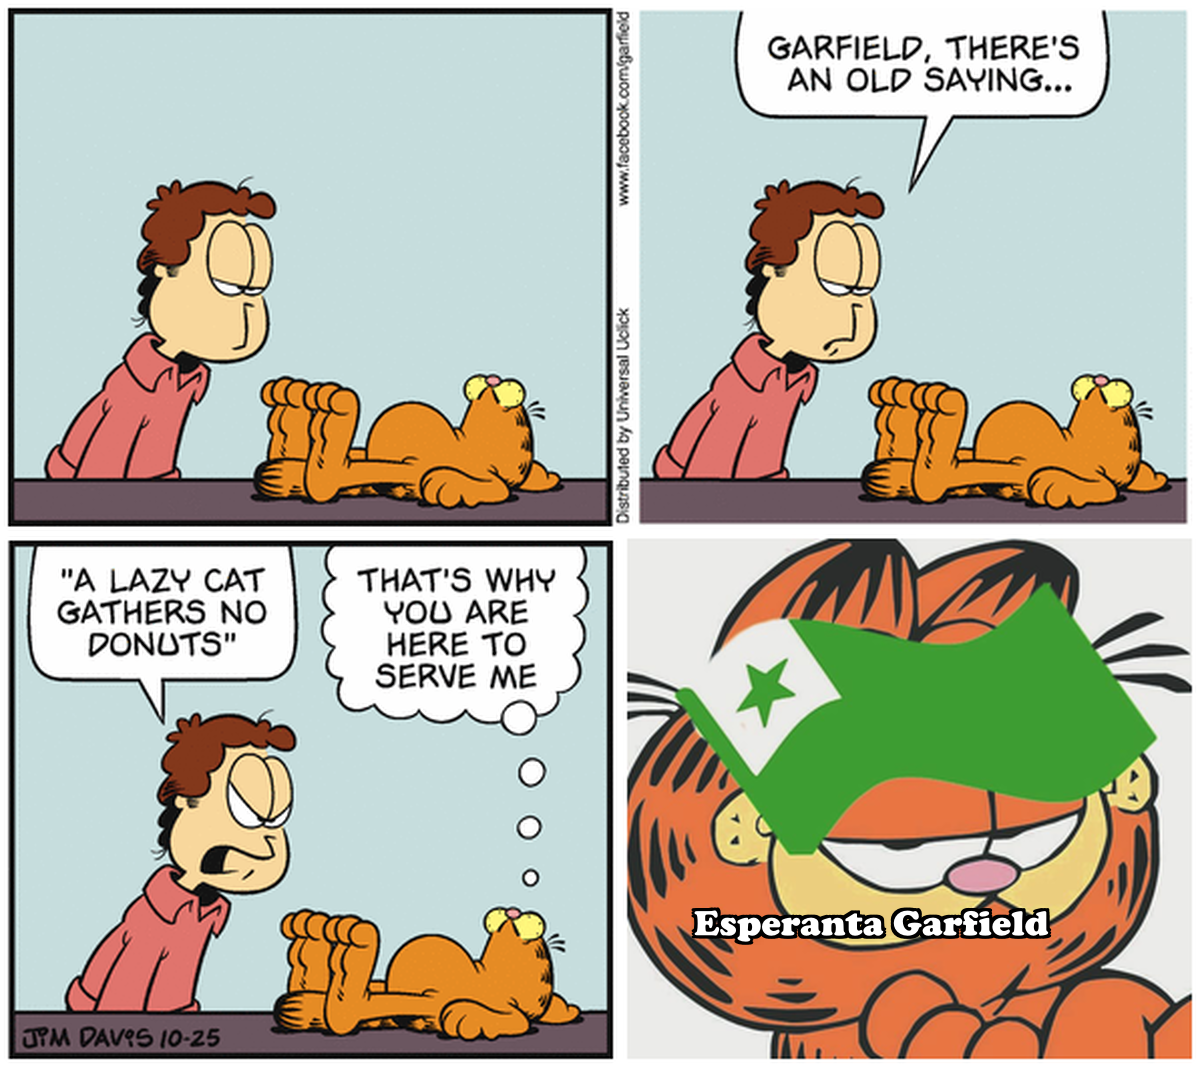 GARFIELD, THERE'S
AN OLD SAYING...
www.facebook.com/garfield
Distributed by Universal Uclick
"A LAZY CAT
GATHERS NO
DONUTS"
THAT'S WHY
YOU ARE
HERE TO
SERVE ME
JIM DAVIS 10-25
Esperanta Garfield